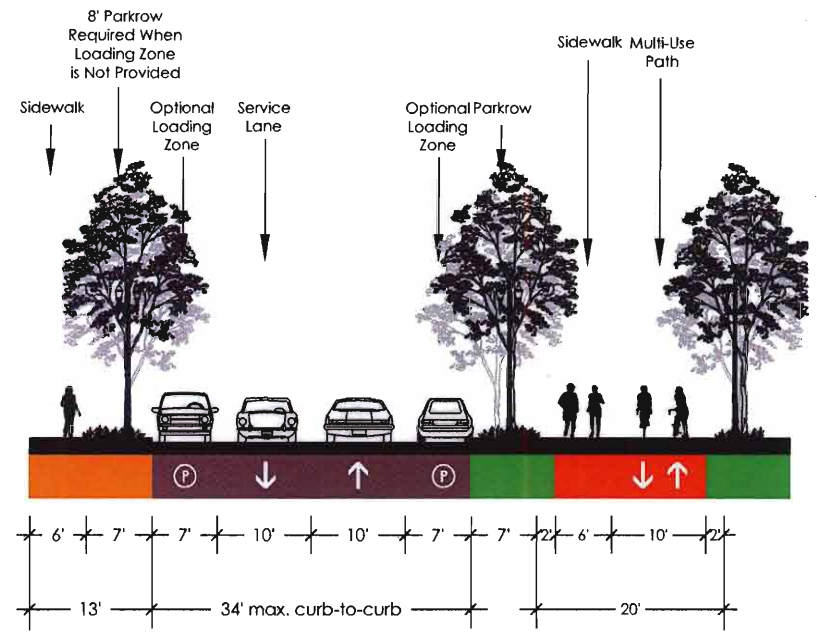 8' Parkrow
Required When
Loading Zone
is Not Provided
Sidewalk
Optional
Loading
Zone
Service
Lane
Optional
Loading
Zone
Parkrow
Sidewalk
Multi-Use
Path
P
P
6'
7'
7'
10'
10'
7'
7'
2'
6'
10'
2'
13'
34' max. curb-to-curb
20'